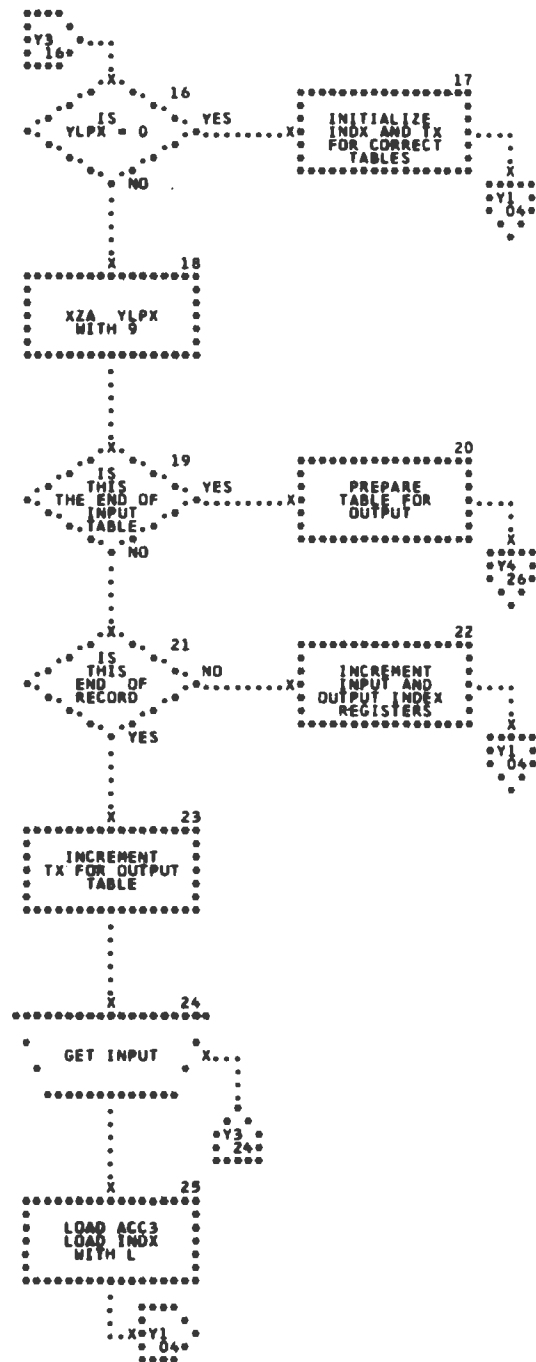 Y3
16
16
IS
YLPX = 0
YES
NO
17
INITIALIZE
INDX AND TX
FOR CORRECT
TABLES
Y1
04
18
XZA YLPX
WITH 9
19
IS
THIS
THE END OF
INPUT
TABLE
YES
NO
20
PREPARE
TABLE FOR
OUTPUT
Y4
26
21
IS
THIS
END OF
RECORD
NO
YES
22
INCREMENT
INPUT AND
OUTPUT INDEX
REGISTERS
Y1
04
23
INCREMENT
TX FOR OUTPUT
TABLE
24
GET INPUT
Y3
24
25
LOAD ACC3
LOAD INDX
WITH L
Y1
04